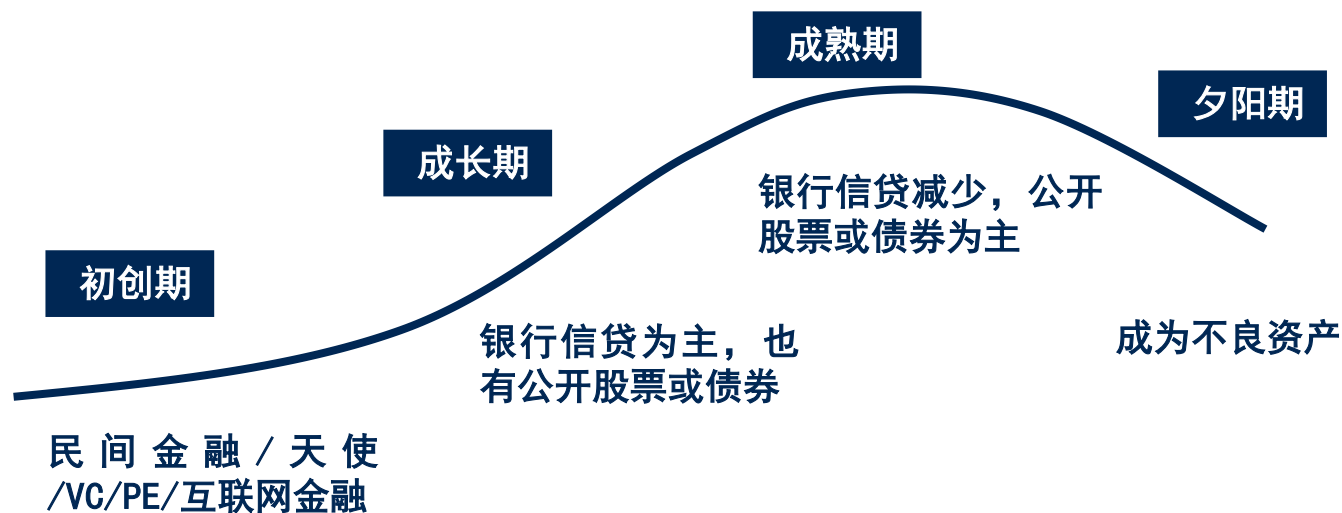 成熟期
夕阳期
成长期
银行信贷减少，公开
股票或债券为主
初创期
银行信贷为主，也
有公开股票或债券
成为不良资产
民间金融/天使
/VC/PE/互联网金融